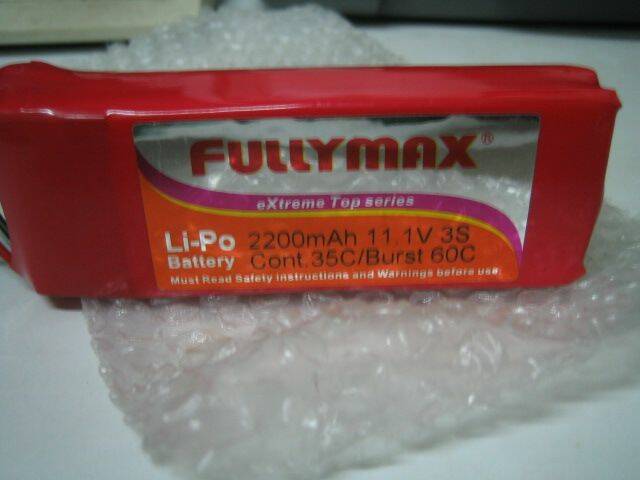 FULLYMAX®
eXtreme Top series
Li-Po Battery
2200mAh 11.1V 3S
Cont.35C/Burst 60C
Must Read Safety Instructions and Warnings before use